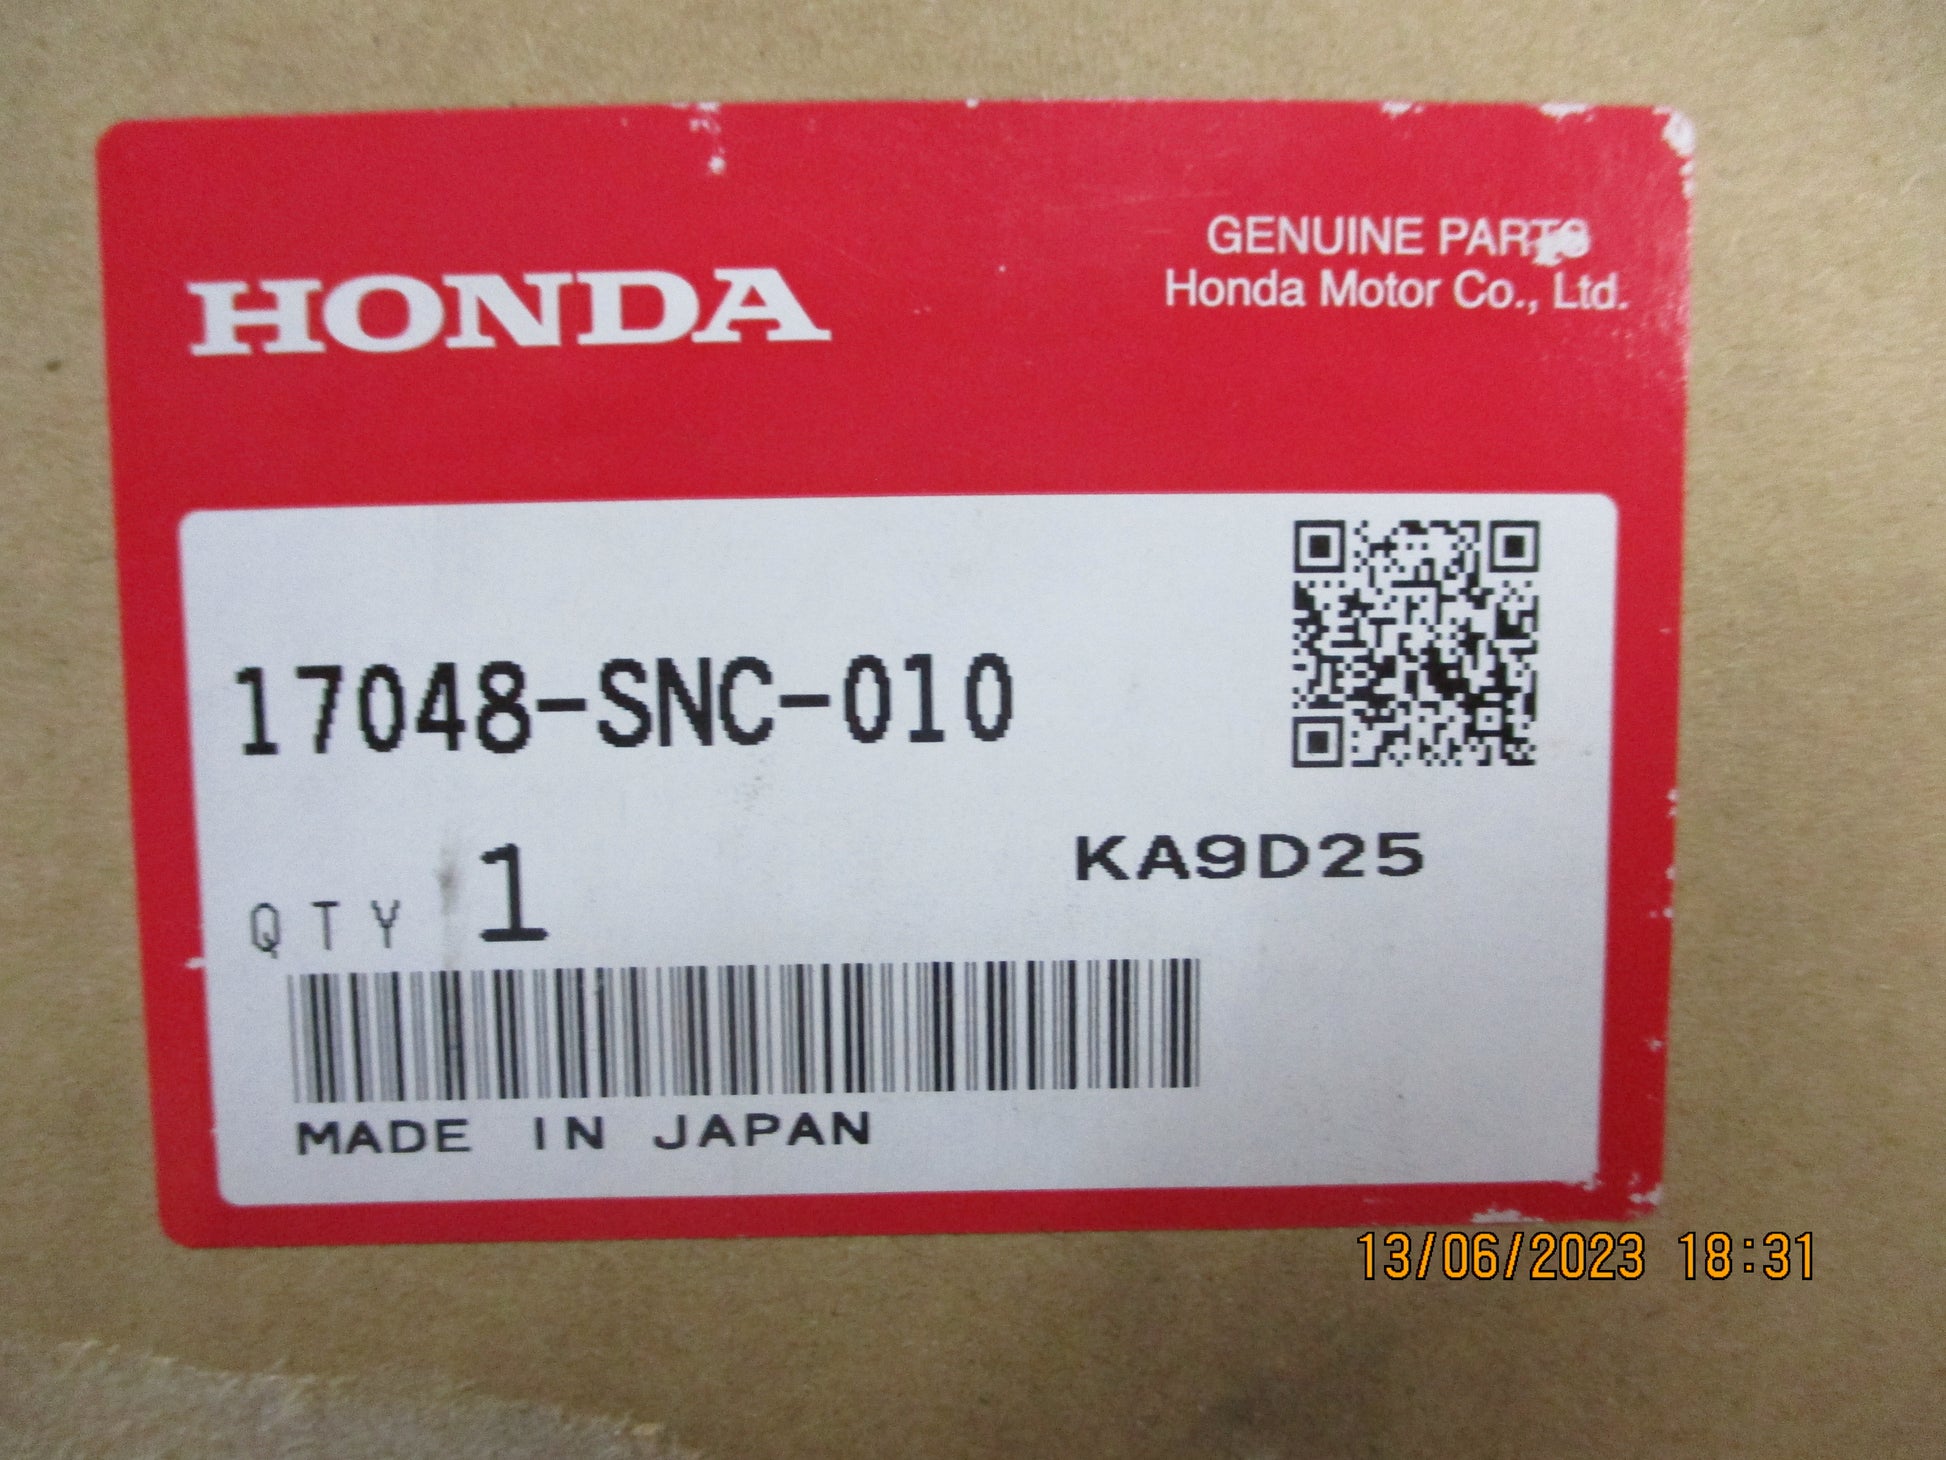 HONDA
GENUINE PARTS
Honda Motor Co., Ltd.
17048-SNC-010
KA9D25
QTY 1
MADE IN JAPAN
13/06/2023 18:31